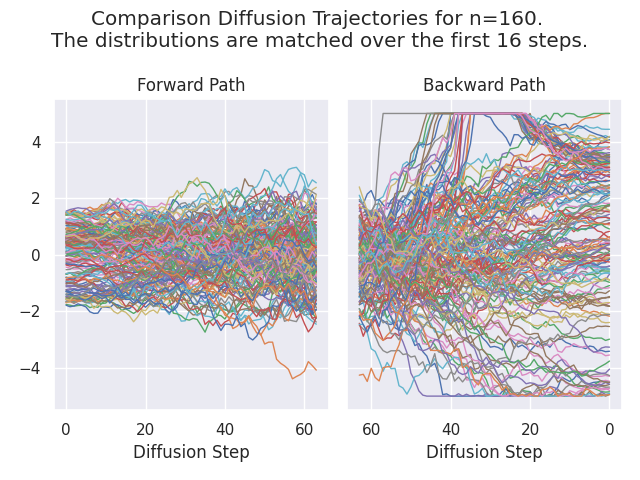 Comparison Diffusion Trajectories for n=160.
The distributions are matched over the first 16 steps.
Forward Path
Backward Path
4
2
0
−2
−4
0 20 40 60
60 40 20 0
Diffusion Step
Diffusion Step